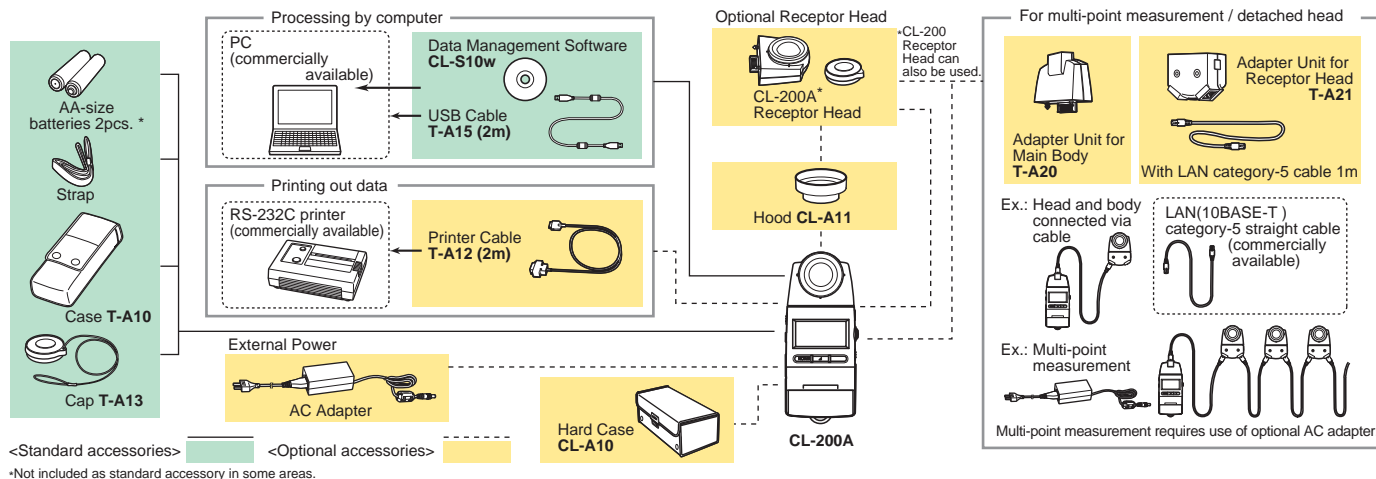 AA-size
batteries 2pcs. *
Strap
Case T-A10
Cap T-A13
Processing by computer
PC
(commercially
available)
Data Management Software
CL-S10w
USB Cable
T-A15 (2m)
Printing out data
RS-232C printer
(commercially available)
Printer Cable
T-A12 (2m)
External Power
AC Adapter
Hard Case
CL-A10
Optional Receptor Head
*CL-200
Receptor
Head can
also be used.
CL-200A*
Receptor Head
Hood CL-A11
CL-200A
For multi-point measurement / detached head
Adapter Unit for
Main Body
T-A20
Adapter Unit for
Receptor Head
T-A21
With LAN category-5 cable 1m
Ex.: Head and body
connected via
cable
LAN(10BASE-T )
category-5 straight cable
(commercially
available)
Ex.: Multi-point
measurement
Multi-point measurement requires use of optional AC adapter
<Standard accessories>
<Optional accessories>
*Not included as standard accessory in some areas.